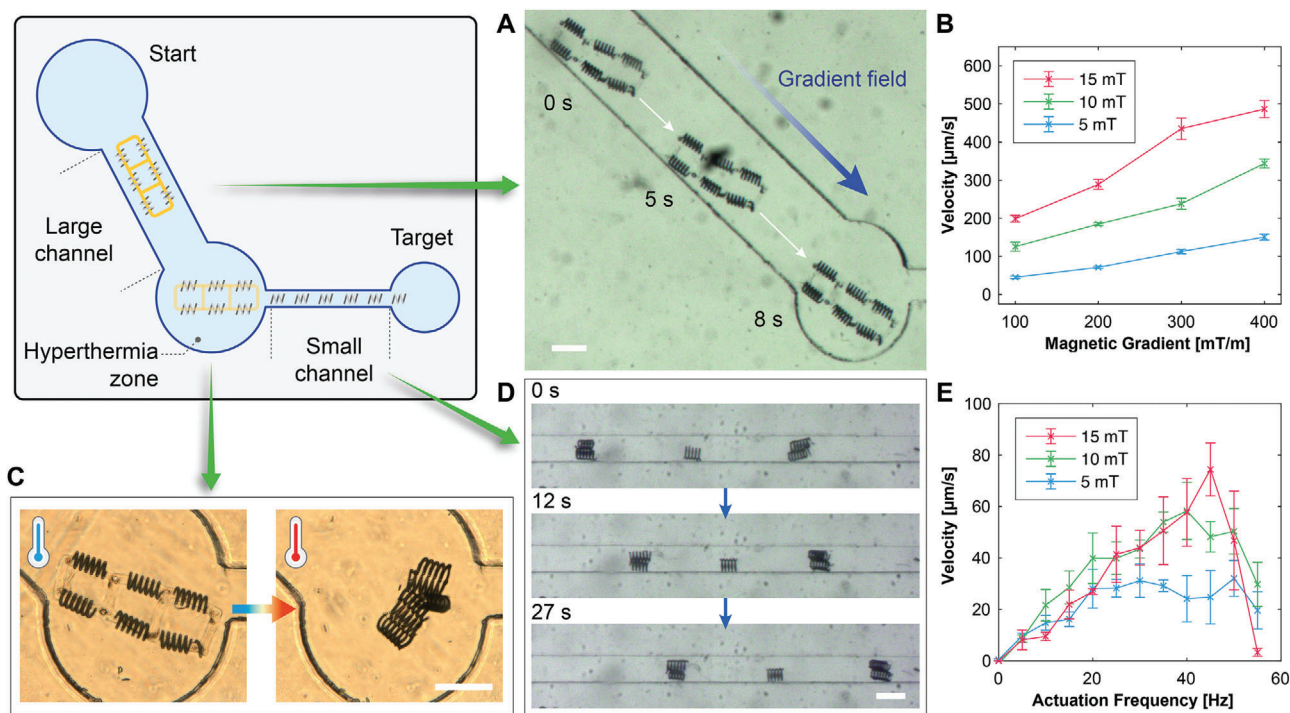 Start
Large
channel
Hyperthermia
zone
Small
channel
Target
A
Gradient field
0 s
5 s
8 s
B
Velocity [µm/s]
600
500
400
300
200
100
0
15 mT
10 mT
5 mT
100
200
300
400
Magnetic Gradient [mT/m]
C
D
0 s
12 s
27 s
E
Velocity [µm/s]
100
80
60
40
20
0
15 mT
10 mT
5 mT
0
20
40
60
Actuation Frequency [Hz]